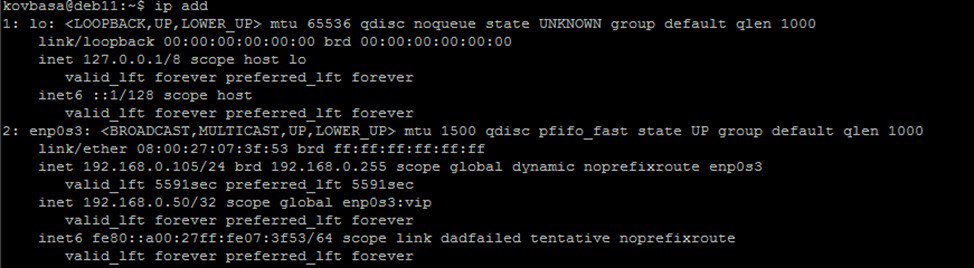 kovbasa@deb11:~$ ip add
1: lo: <LOOPBACK,UP,LOWER_UP> mtu 65536 qdisc noqueue state UNKNOWN group default qlen 1000
    link/loopback 00:00:00:00:00:00 brd 00:00:00:00:00:00
    inet 127.0.0.1/8 scope host lo
       valid_lft forever preferred_lft forever
    inet6 ::1/128 scope host
       valid_lft forever preferred_lft forever
2: enp0s3: <BROADCAST,MULTICAST,UP,LOWER_UP> mtu 1500 qdisc pfifo_fast state UP group default qlen 1000
    link/ether 08:00:27:07:3f:53 brd ff:ff:ff:ff:ff:ff
    inet 192.168.0.105/24 brd 192.168.0.255 scope global dynamic noprefixroute enp0s3
       valid_lft 5591sec preferred_lft 5591sec
    inet 192.168.0.50/32 scope global enp0s3:vip
       valid_lft forever preferred_lft forever
    inet6 fe80::a00:27ff:fe07:3f53/64 scope link dadfailed tentative noprefixroute
       valid_lft forever preferred_lft forever